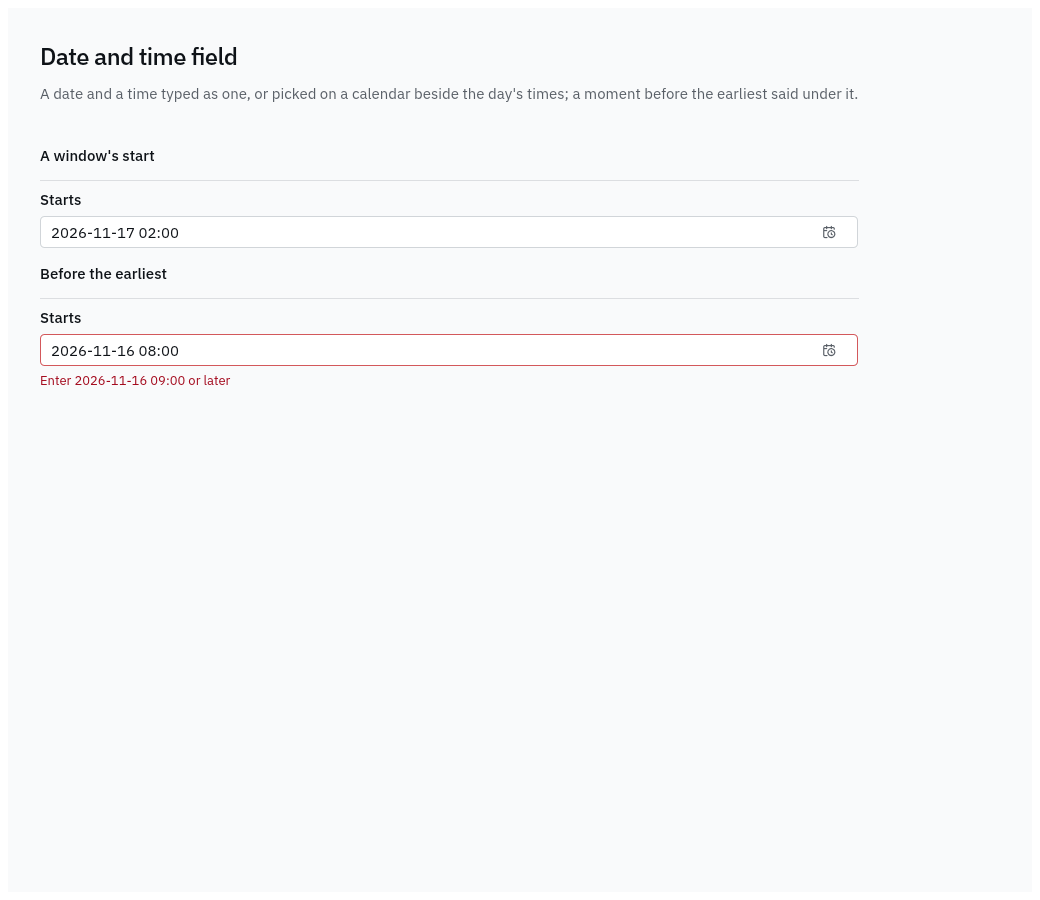 Date and time field
A date and a time typed as one, or picked on a calendar beside the day's times; a moment before the earliest said under it.
A window's start
Starts
2026-11-17 02:00
Before the earliest
Starts
2026-11-16 08:00
Enter 2026-11-16 09:00 or later